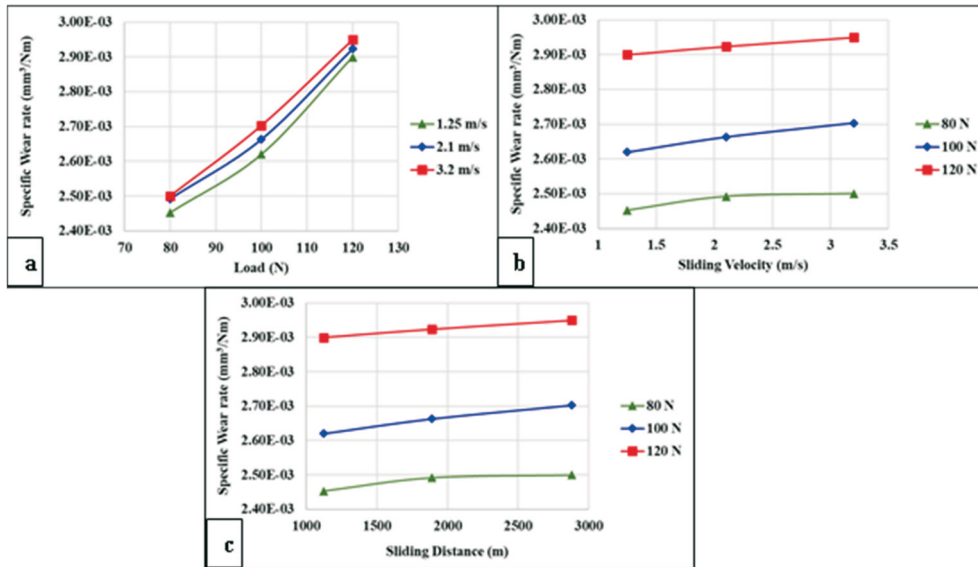 3.00E-03
2.90E-03
2.80E-03
2.70E-03
2.60E-03
2.50E-03
2.40E-03
Specific Wear rate (mm³/Nm)
70 80 90 100 110 120 130
Load (N)
1.25 m/s
2.1 m/s
3.2 m/s
a
3.00E-03
2.90E-03
2.80E-03
2.70E-03
2.60E-03
2.50E-03
2.40E-03
Specific Wear rate (mm³/Nm)
1 1.5 2 2.5 3 3.5
Sliding Velocity (m/s)
80 N
100 N
120 N
b
3.00E-03
2.90E-03
2.80E-03
2.70E-03
2.60E-03
2.50E-03
2.40E-03
Specific Wear rate (mm³/Nm)
1000 1500 2000 2500 3000
Sliding Distance (m)
80 N
100 N
120 N
c